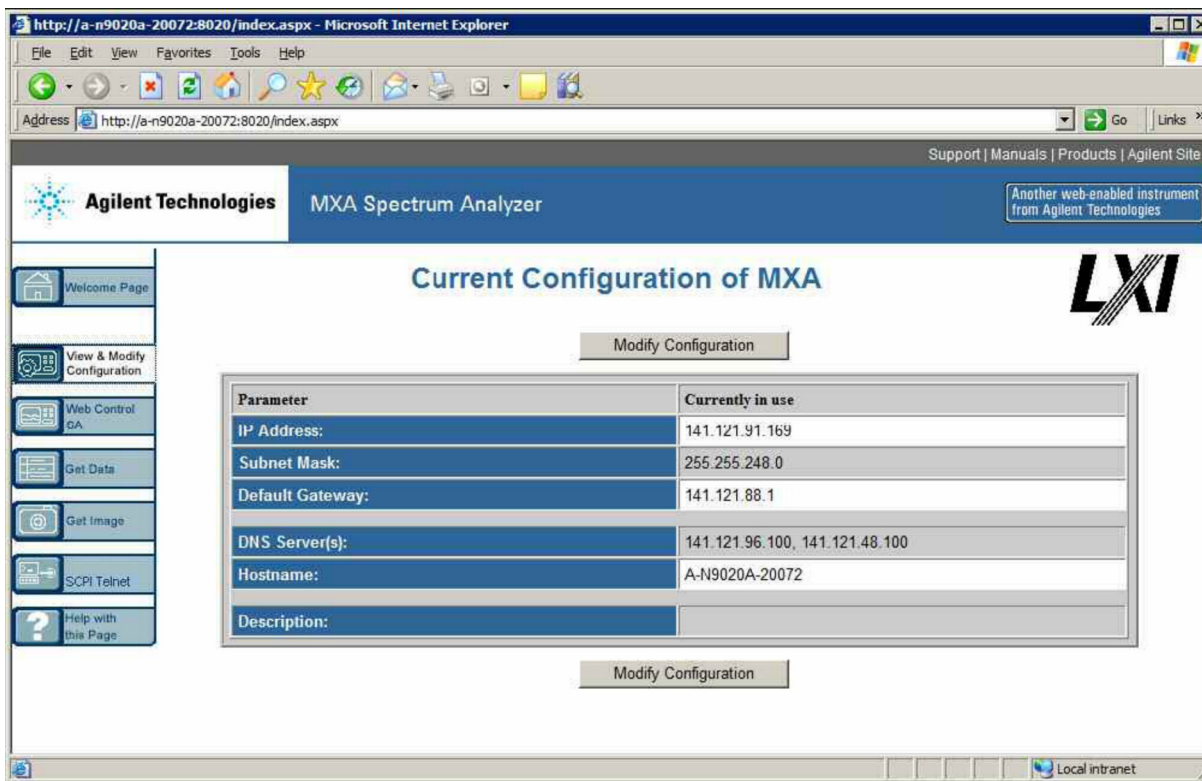 http://a-n9020a-20072:8020/index.aspx - Microsoft Internet Explorer
File Edit View Favorites Tools Help
Address http://a-n9020a-20072:8020/index.aspx Go Links »
Support | Manuals | Products | Agilent Site
Agilent Technologies
MXA Spectrum Analyzer
Another web-enabled instrument
from Agilent Technologies
Welcome Page
View & Modify
Configuration
Web Control
SA
Get Data
Get Image
SCPI Telnet
Help with
this Page
Current Configuration of MXA
LXI
Modify Configuration
Parameter Currently in use
IP Address: 141.121.91.169
Subnet Mask: 255.255.248.0
Default Gateway: 141.121.88.1
DNS Server(s): 141.121.96.100, 141.121.48.100
Hostname: A-N9020A-20072
Description:
Modify Configuration
Local intranet